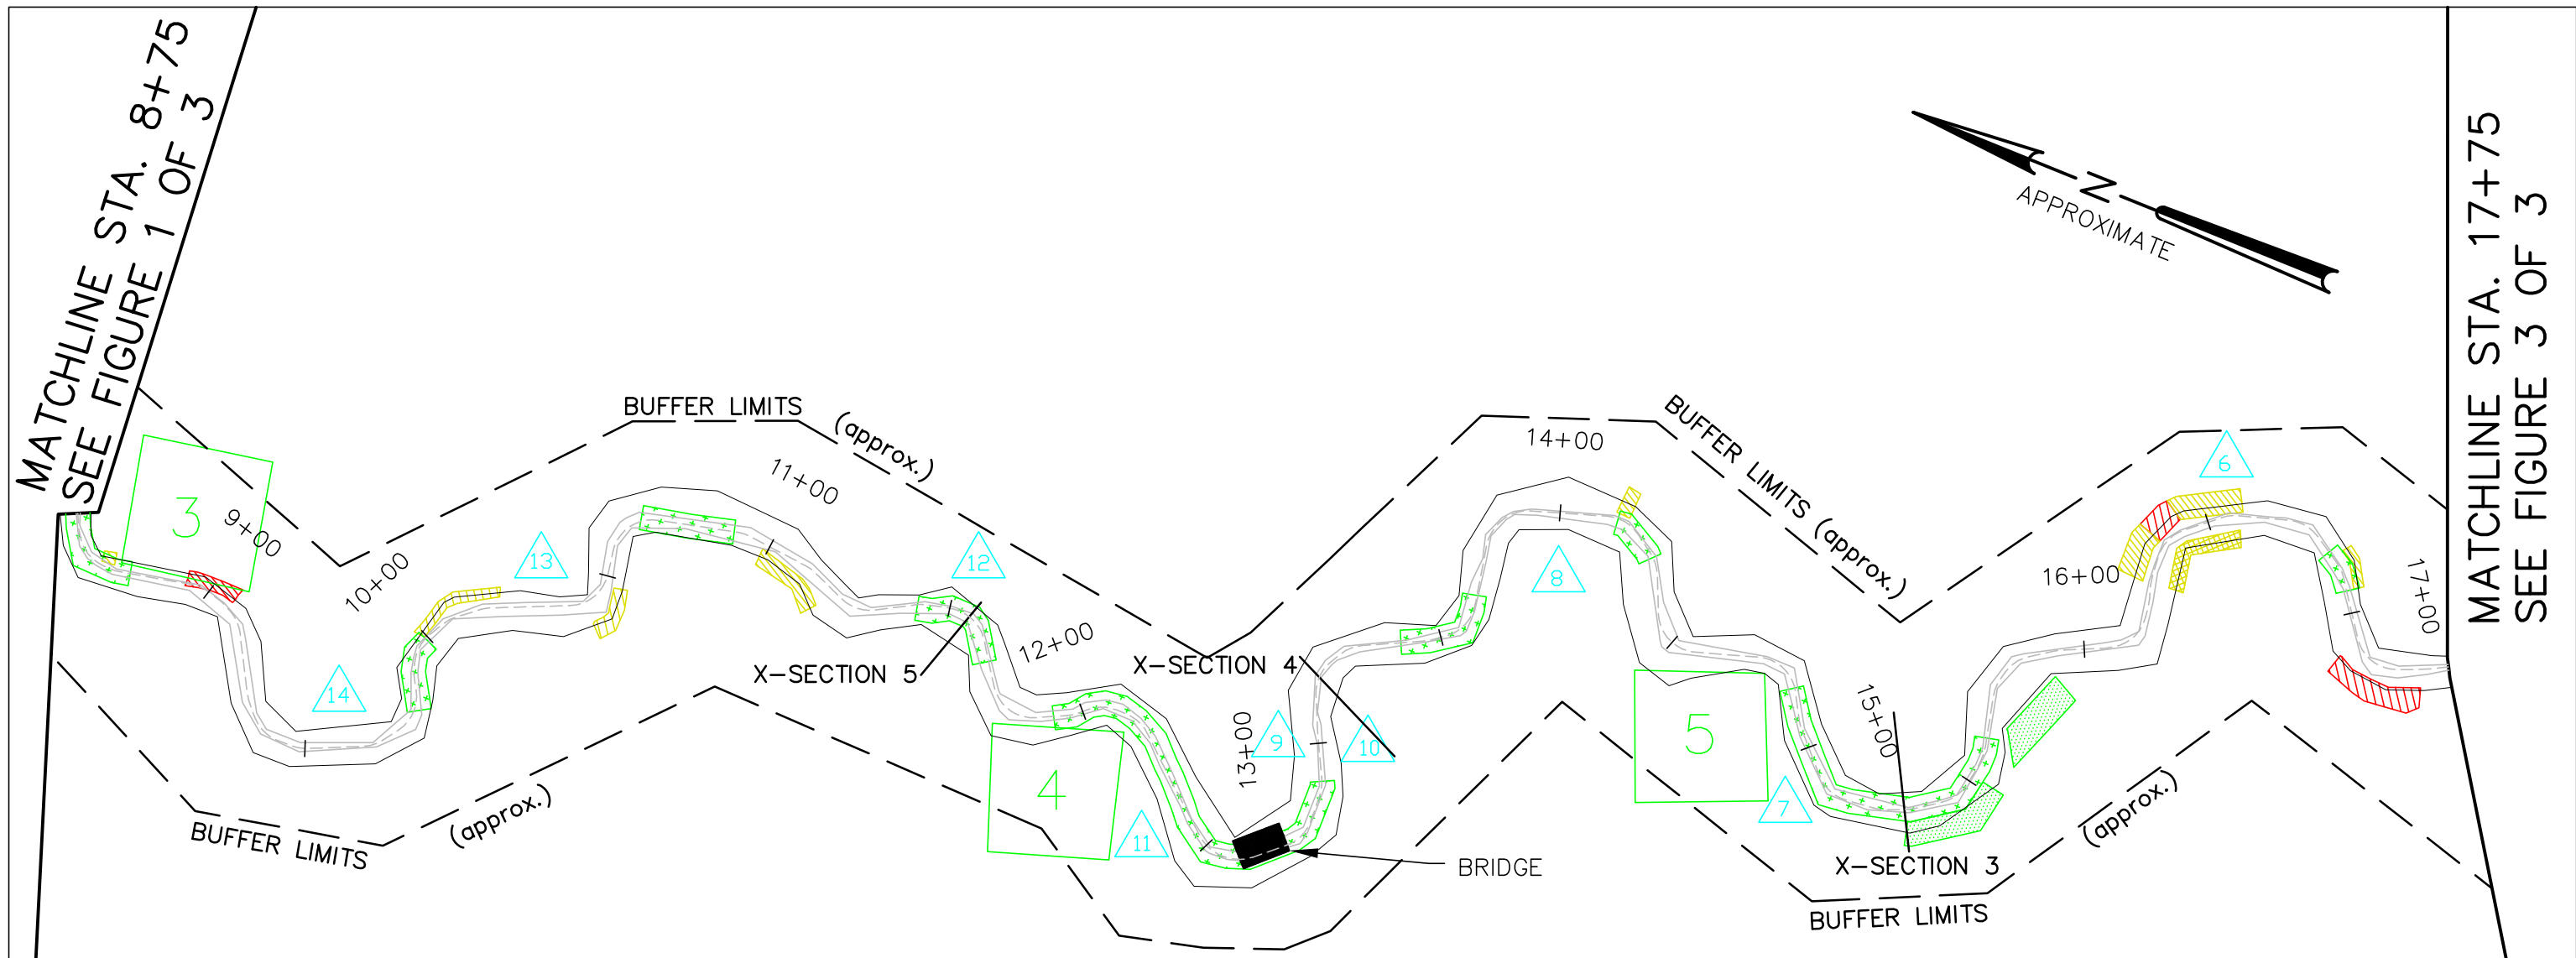 MATCHLINE STA. 8+75
SEE FIGURE 1 OF 3
MATCHLINE STA. 17+75
SEE FIGURE 3 OF 3
N
APPROXIMATE
BUFFER LIMITS (approx.)
BUFFER LIMITS (approx.)
BUFFER LIMITS (approx.)
BUFFER LIMITS (approx.)
3
9+00
10+00
11+00
12+00
13+00
14+00
15+00
16+00
17+00
14
13
12
11
9
10
8
7
6
4
5
X-SECTION 5
X-SECTION 4
X-SECTION 3
BRIDGE